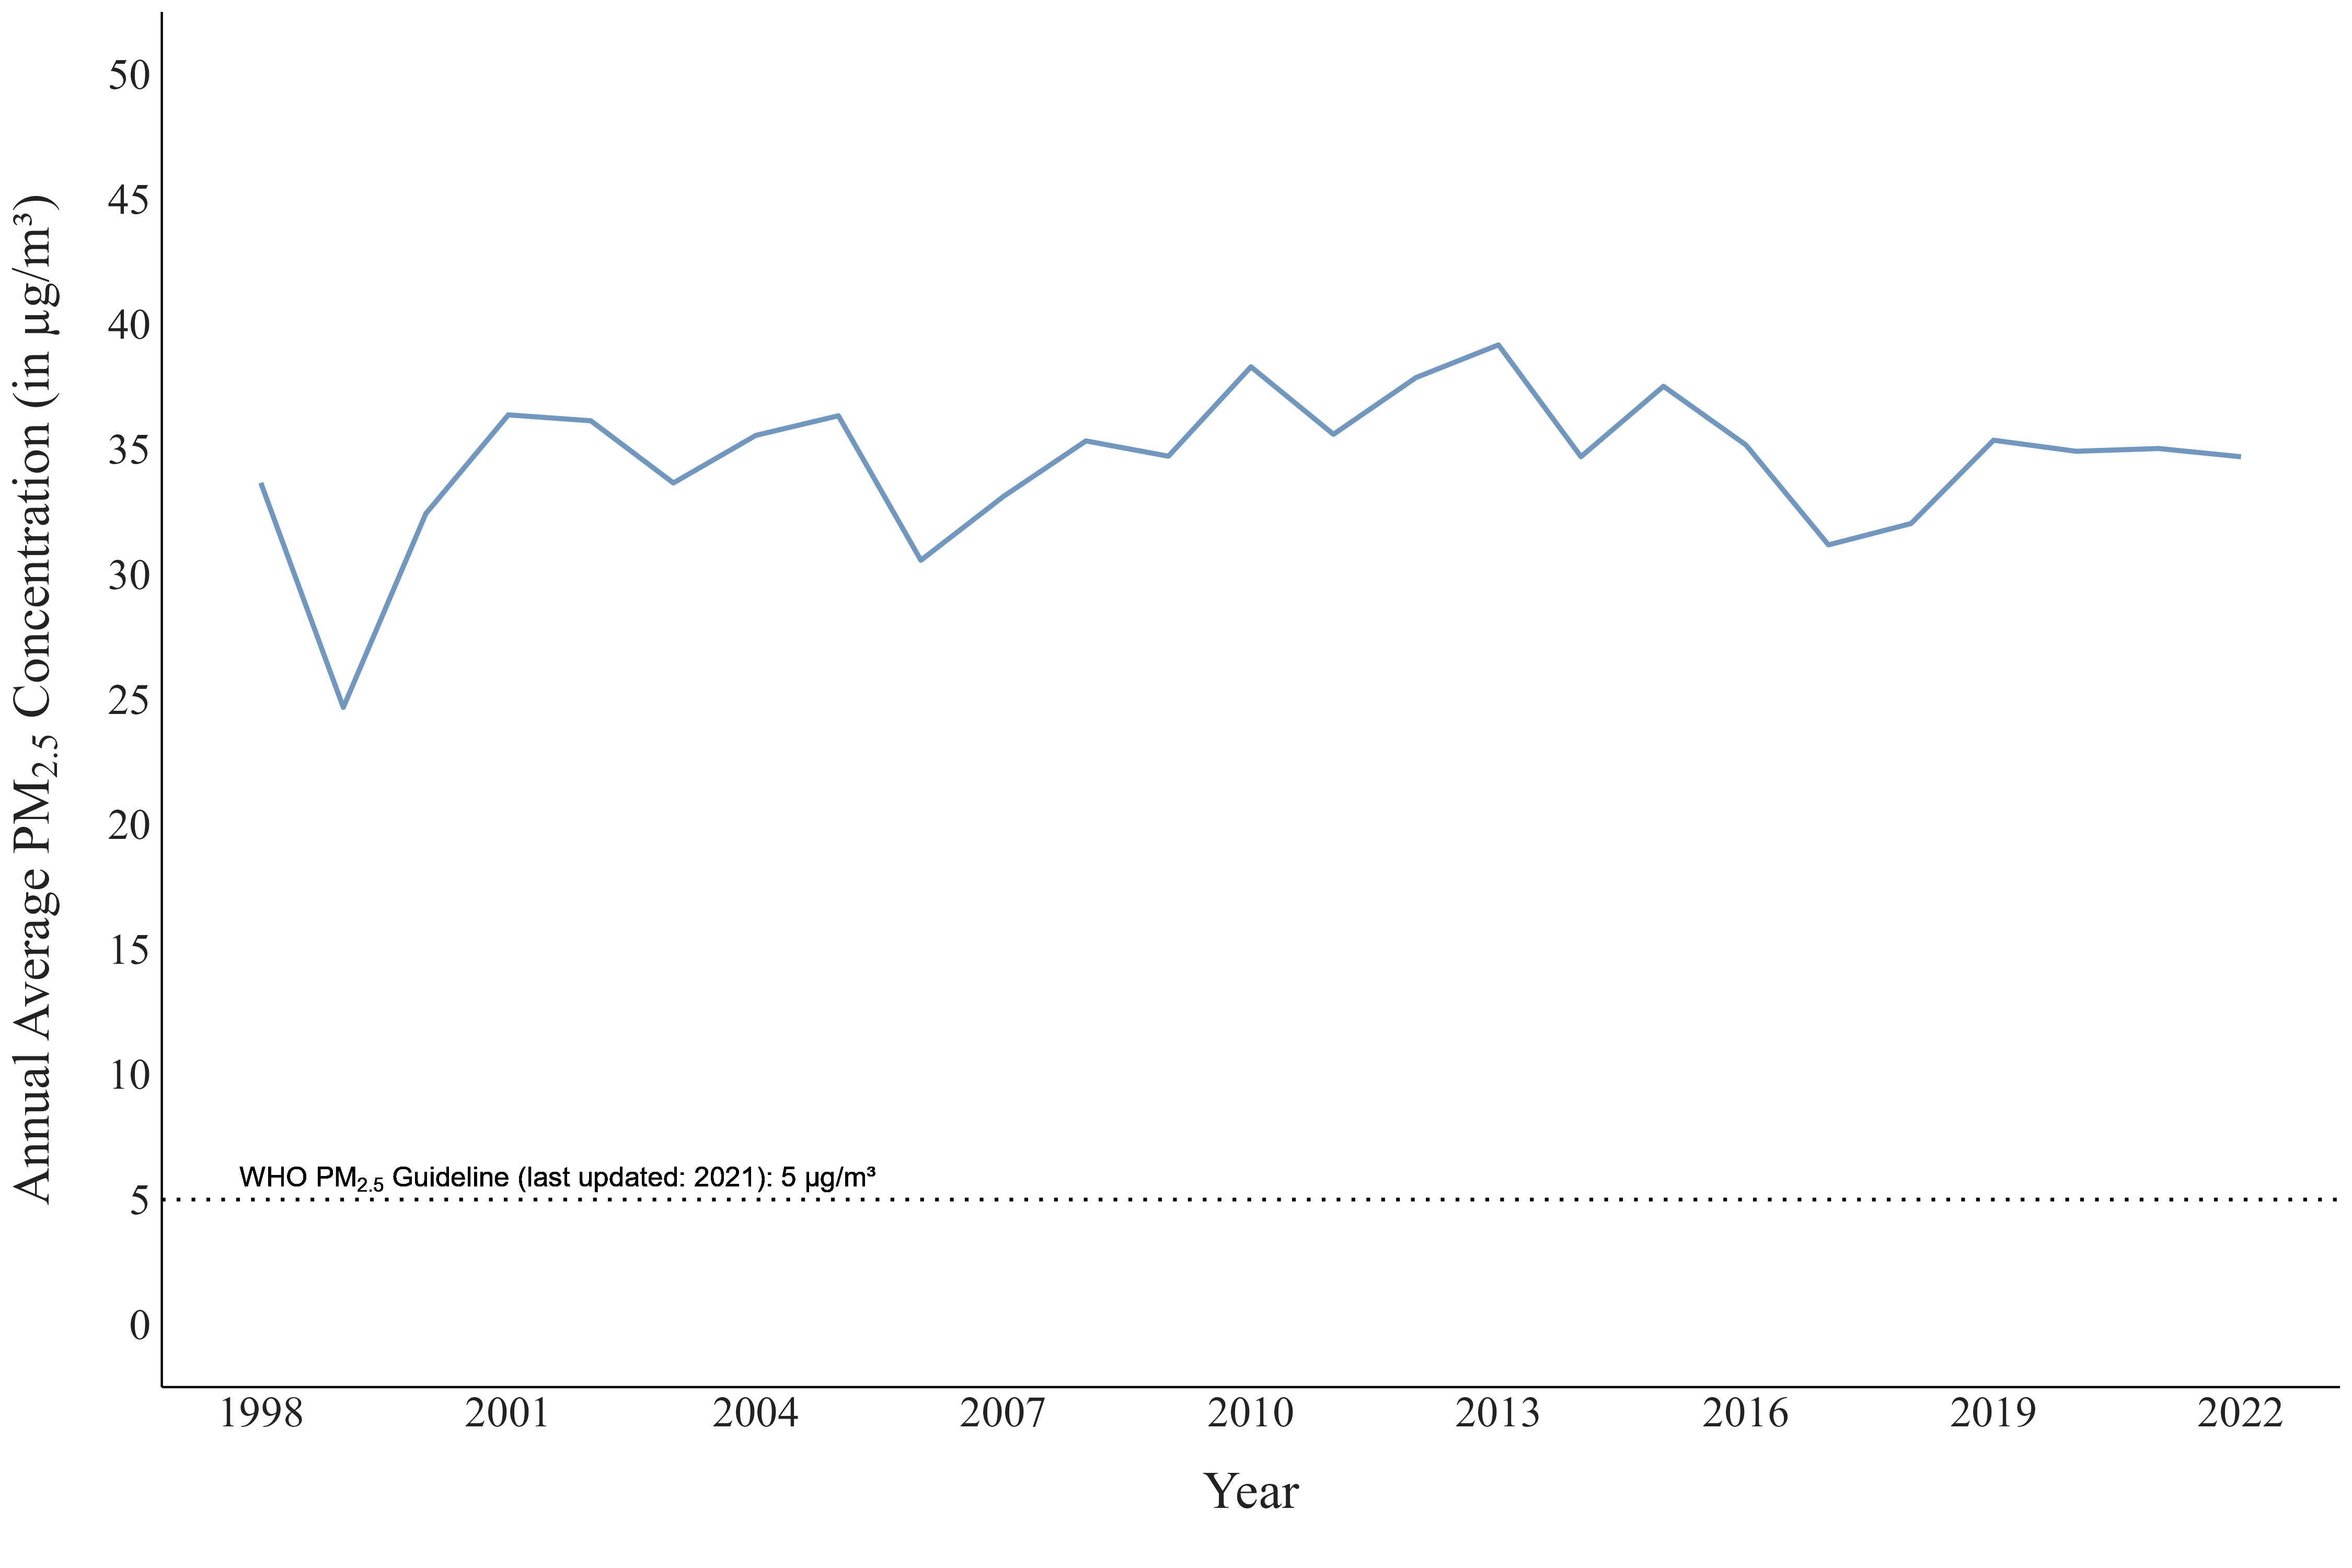 Annual Average PM2.5 Concentration (in µg/m³)
50
45
40
35
30
25
20
15
10
5
0
WHO PM2.5 Guideline (last updated: 2021): 5 µg/m³
1998 2001 2004 2007 2010 2013 2016 2019 2022
Year